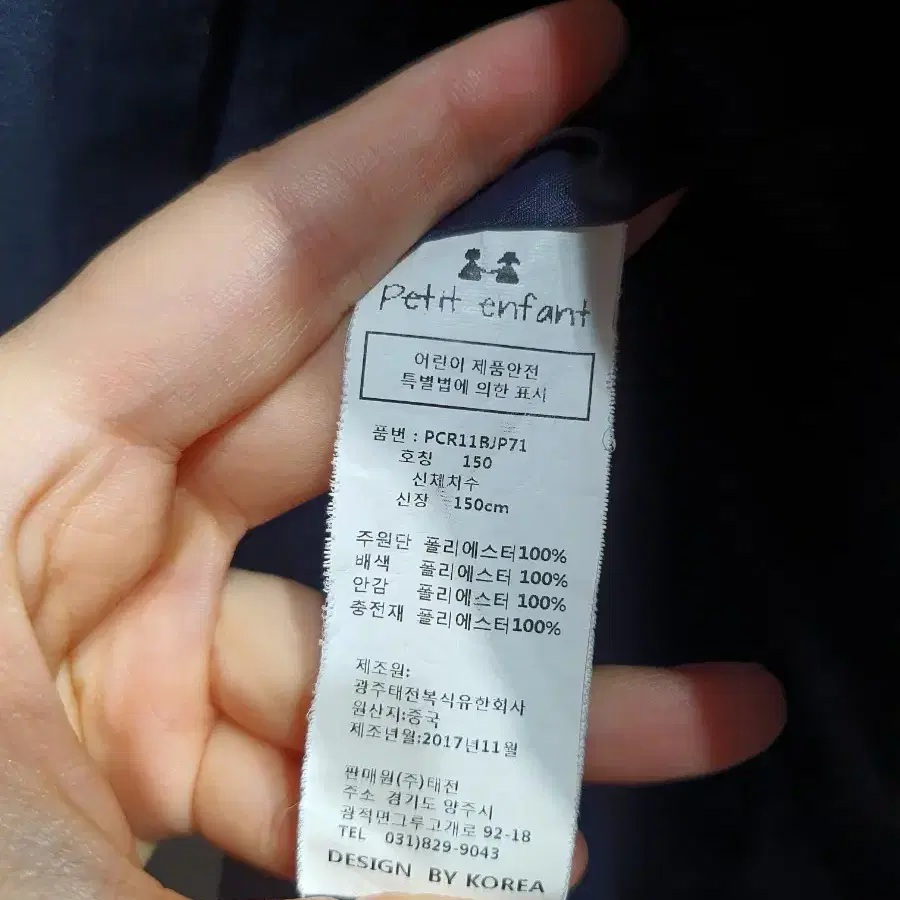 petit enfant
어린이 제품안전
특별법에 의한 표시
품번 : PCR11BJP71
호칭 150
신체치수
신장 150cm
주원단 폴리에스터100%
배색 폴리에스터 100%
안감 폴리에스터 100%
충전재 폴리에스터100%
제조원:
광주태전복식유한회사
원산지:중국
제조년월:2017년11월
판매원(주)태전
주소 경기도 양주시
광적면그루고개로 92-18
TEL 031)829-9043
DESIGN BY KOREA